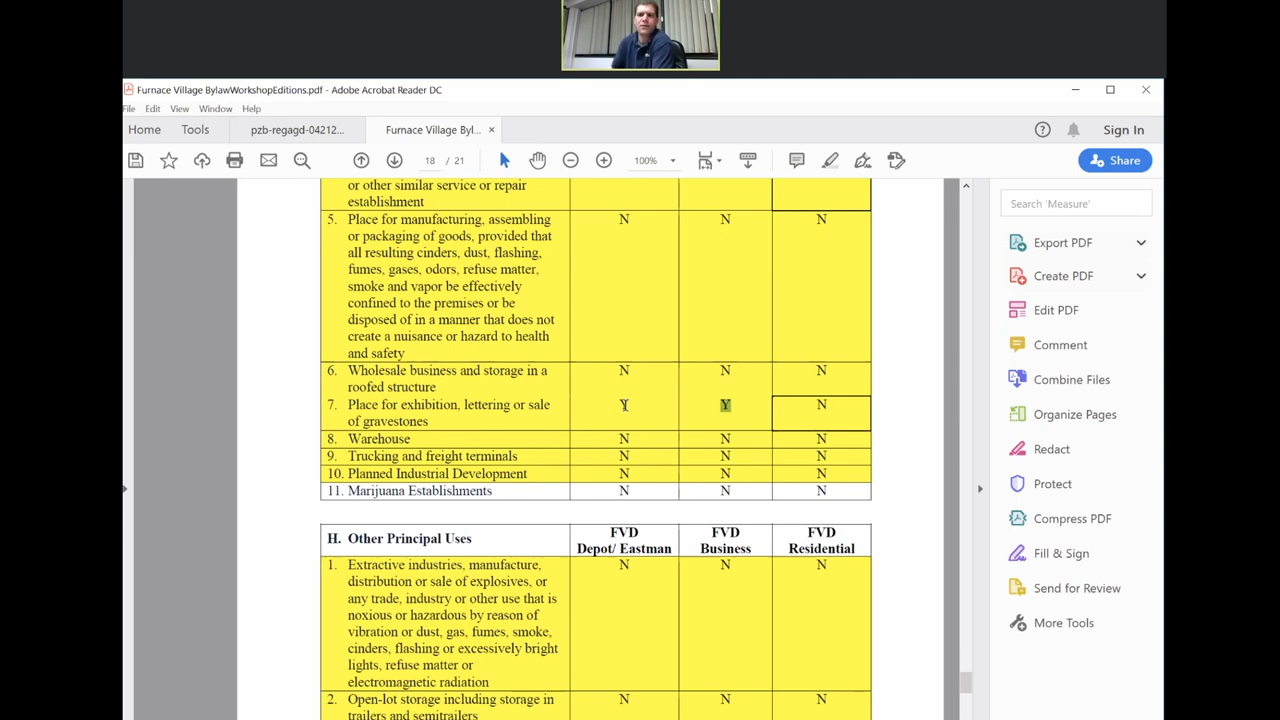 Furnace Village BylawWorkshopEditions.pdf - Adobe Acrobat Reader DC
File Edit View Window Help
Home Tools pzb-regagd-04212... Furnace Village Byl... × Sign In
18 / 21 100% Share
or other similar service or repair
establishment
5. Place for manufacturing, assembling N N N
or packaging of goods, provided that
all resulting cinders, dust, flashing,
fumes, gases, odors, refuse matter,
smoke and vapor be effectively
confined to the premises or be
disposed of in a manner that does not
create a nuisance or hazard to health
and safety
6. Wholesale business and storage in a N N N
roofed structure
7. Place for exhibition, lettering or sale Y Y N
of gravestones
8. Warehouse N N N
9. Trucking and freight terminals N N N
10. Planned Industrial Development N N N
11. Marijuana Establishments N N N
H. Other Principal Uses FVD Depot/ Eastman FVD Business FVD Residential
1. Extractive industries, manufacture, N N N
distribution or sale of explosives, or
any trade, industry or other use that is
noxious or hazardous by reason of
vibration or dust, gas, fumes, smoke,
cinders, flashing or excessively bright
lights, refuse matter or
electromagnetic radiation
2. Open-lot storage including storage in N N N
trailers and semitrailers
Search 'Measure'
Export PDF
Create PDF
Edit PDF
Comment
Combine Files
Organize Pages
Redact
Protect
Compress PDF
Fill & Sign
Send for Review
More Tools